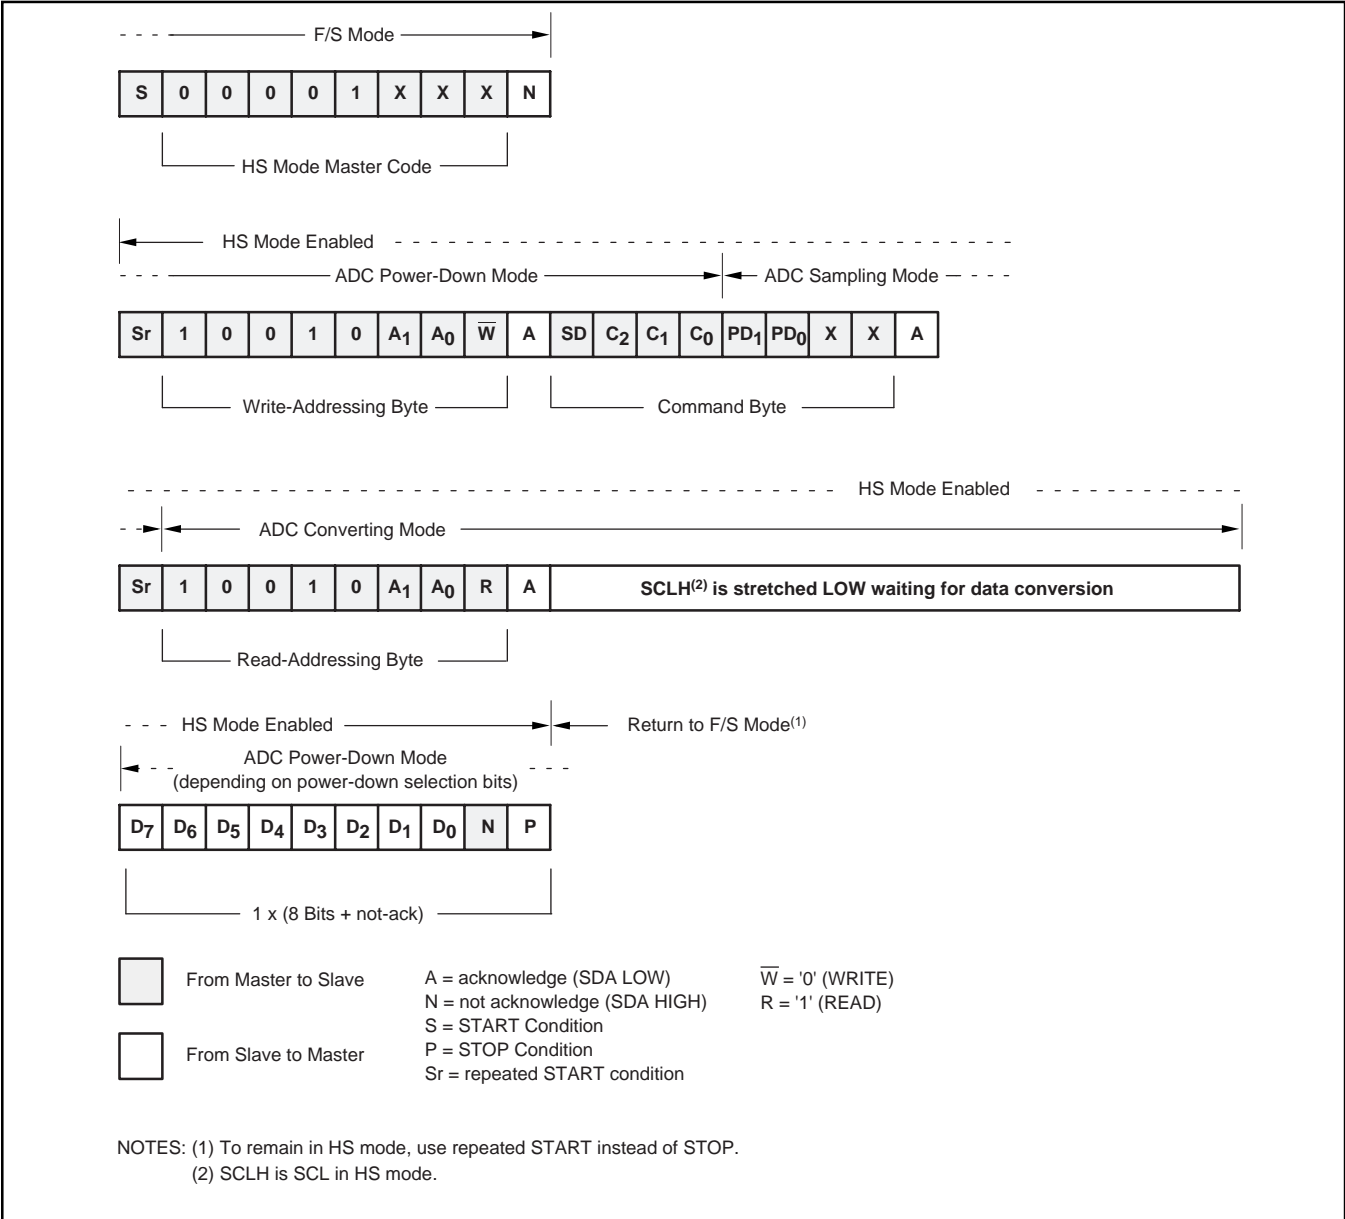 F/S Mode
S 0 0 0 0 1 X X X N
HS Mode Master Code
HS Mode Enabled
ADC Power-Down Mode ADC Sampling Mode
Sr 1 0 0 1 0 A1 A0 W̅ A SD C2 C1 C0 PD1 PD0 X X A
Write-Addressing Byte Command Byte
HS Mode Enabled
ADC Converting Mode
Sr 1 0 0 1 0 A1 A0 R A SCLH(2) is stretched LOW waiting for data conversion
Read-Addressing Byte
HS Mode Enabled Return to F/S Mode(1)
ADC Power-Down Mode
(depending on power-down selection bits)
D7 D6 D5 D4 D3 D2 D1 D0 N P
1 x (8 Bits + not-ack)
From Master to Slave
From Slave to Master
A = acknowledge (SDA LOW)
N = not acknowledge (SDA HIGH)
S = START Condition
P = STOP Condition
Sr = repeated START condition
W̅ = '0' (WRITE)
R = '1' (READ)
NOTES: (1) To remain in HS mode, use repeated START instead of STOP.
(2) SCLH is SCL in HS mode.